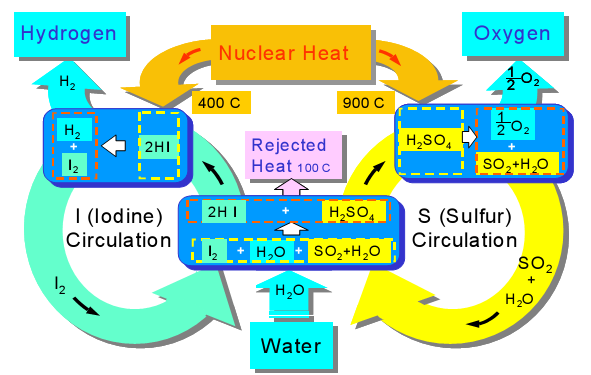 Hydrogen
Nuclear Heat
Oxygen
H₂
½O₂
400 C
900 C
H₂
+
I₂
2HI
Rejected
Heat 100 C
H₂SO₄
½O₂
+
SO₂+H₂O
I (Iodine)
Circulation
2H I + H₂SO₄
I₂ + H₂O + SO₂+H₂O
S (Sulfur)
Circulation
I₂
H₂O
SO₂
+
H₂O
Water